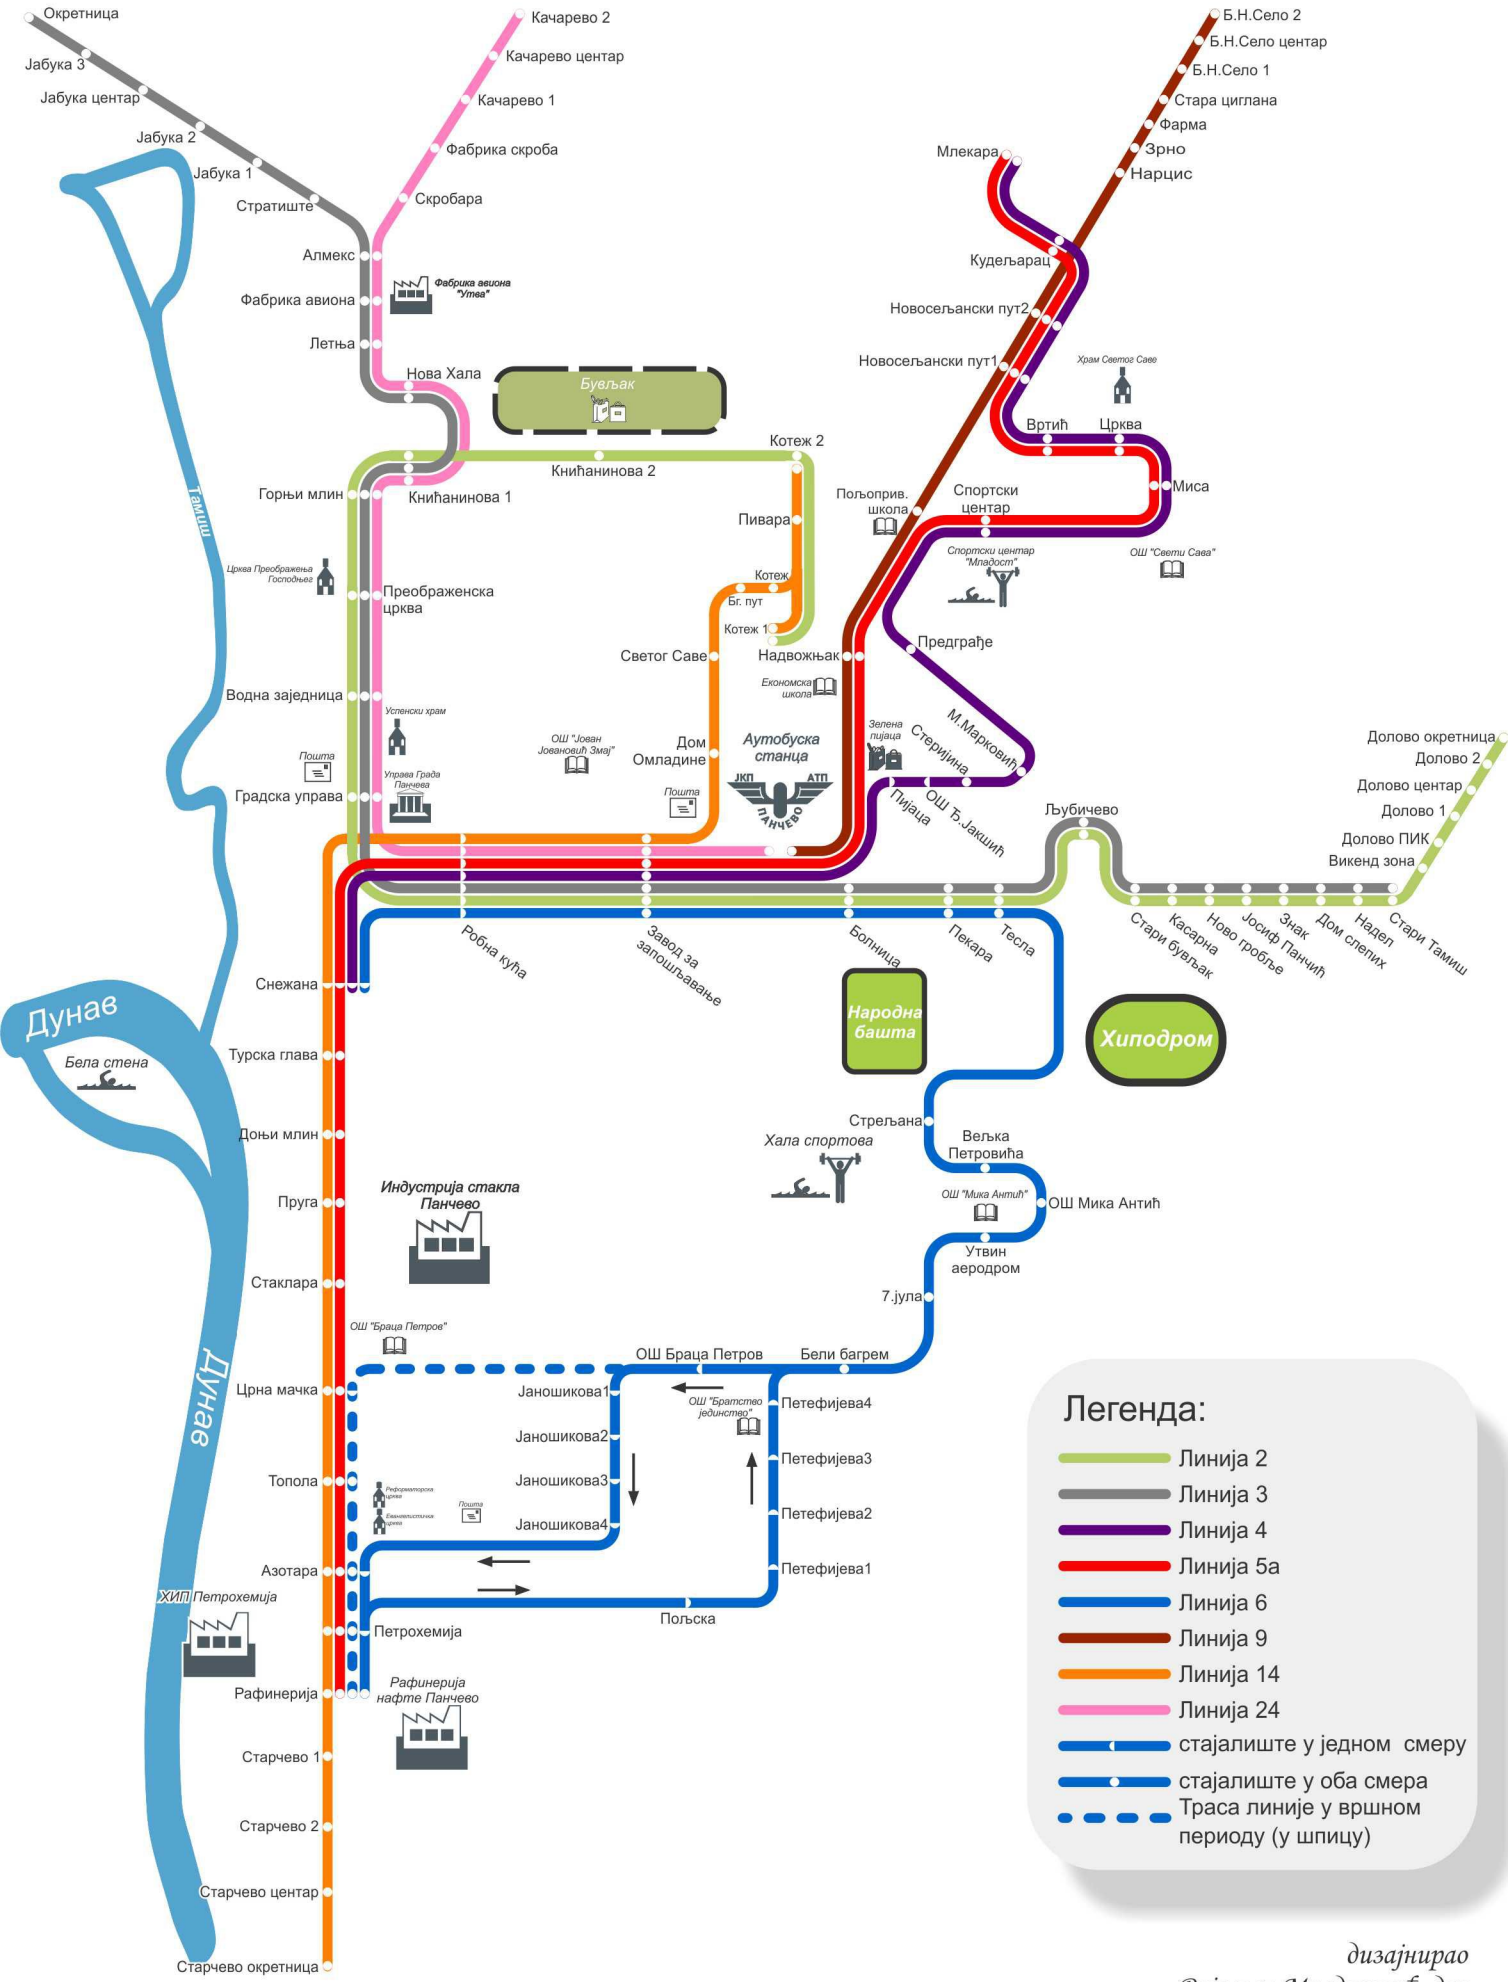 Окретница
Јабука 3
Јабука центар
Јабука 2
Јабука 1
Стратиште
Качарево 2
Качарево центар
Качарево 1
Фабрика скроба
Скробара
Алмекс
Фабрика авиона
Летња
Фабрика авиона
"Утва"
Нова Хала
Бувљак
Котеж 2
Книћанинова 2
Книћанинова 1
Горњи млин
Пивара
Котеж
Бг. пут
Котеж 1
Црква Преображења
Господњег
Преображенска
црква
Светог Саве
Водна заједница
Успенски храм
Пошта
Управа Града
Панчева
Градска управа
ОШ "Јован
Јовановић Змај"
Дом
Омладине
Пошта
Аутобуска
станца
ЈКП АТП
ПАНЧЕВО
Б.Н.Село 2
Б.Н.Село центар
Б.Н.Село 1
Стара циглана
Фарма
Зрно
Нарцис
Млекара
Кудељарац
Новосељански пут2
Новосељански пут1
Храм Светог Саве
Вртић
Црква
Миса
Пољоприв.
школа
Спортски
центар
Спортски центар
"Младост"
ОШ "Свети Сава"
Предграђе
Надвожњак
Економска
школа
Зелена
пијаца
М.Марковић
Стеријина
ОШ Ђ.Јакшић
Пијаца
Љубичево
Долово окретница
Долово 2
Долово центар
Долово 1
Долово ПИК
Викенд зона
Робна кућа
Завод за
запошљавање
Болница
Пекара
Тесла
Стари бувљак
Касарна
Ново гробље
Јосиф Панчић
Знак
Дом слепих
Надел
Стари Тамиш
Тамиш
Дунав
Бела стена
Дунав
Снежана
Турска глава
Доњи млин
Пруга
Стаклара
Црна мачка
Топола
Азотара
Петрохемија
Рафинерија
Старчево 1
Старчево 2
Старчево центар
Старчево окретница
Народна
башта
Хиподром
Стрељана
Хала спортова
Вељка
Петровића
ОШ "Мика Антић"
ОШ Мика Антић
Утвин
аеродром
7.јула
Индустрија стакла
Панчево
ОШ "Браца Петров"
ОШ Браца Петров
Бели багрем
Јаношикова1
Јаношикова2
Јаношикова3
Јаношикова4
ОШ "Братство
јединство"
Петефијева4
Петефијева3
Петефијева2
Петефијева1
Реформаторска
црква
Еванглистичка
црква
Пошта
Пољска
ХИП Петрохемија
Рафинерија
нафте Панчево
Легенда:
Линија 2
Линија 3
Линија 4
Линија 5а
Линија 6
Линија 9
Линија 14
Линија 24
стајалиште у једном смеру
стајалиште у оба смера
Траса линије у вршном
периоду (у шпицу)
дизајнирао